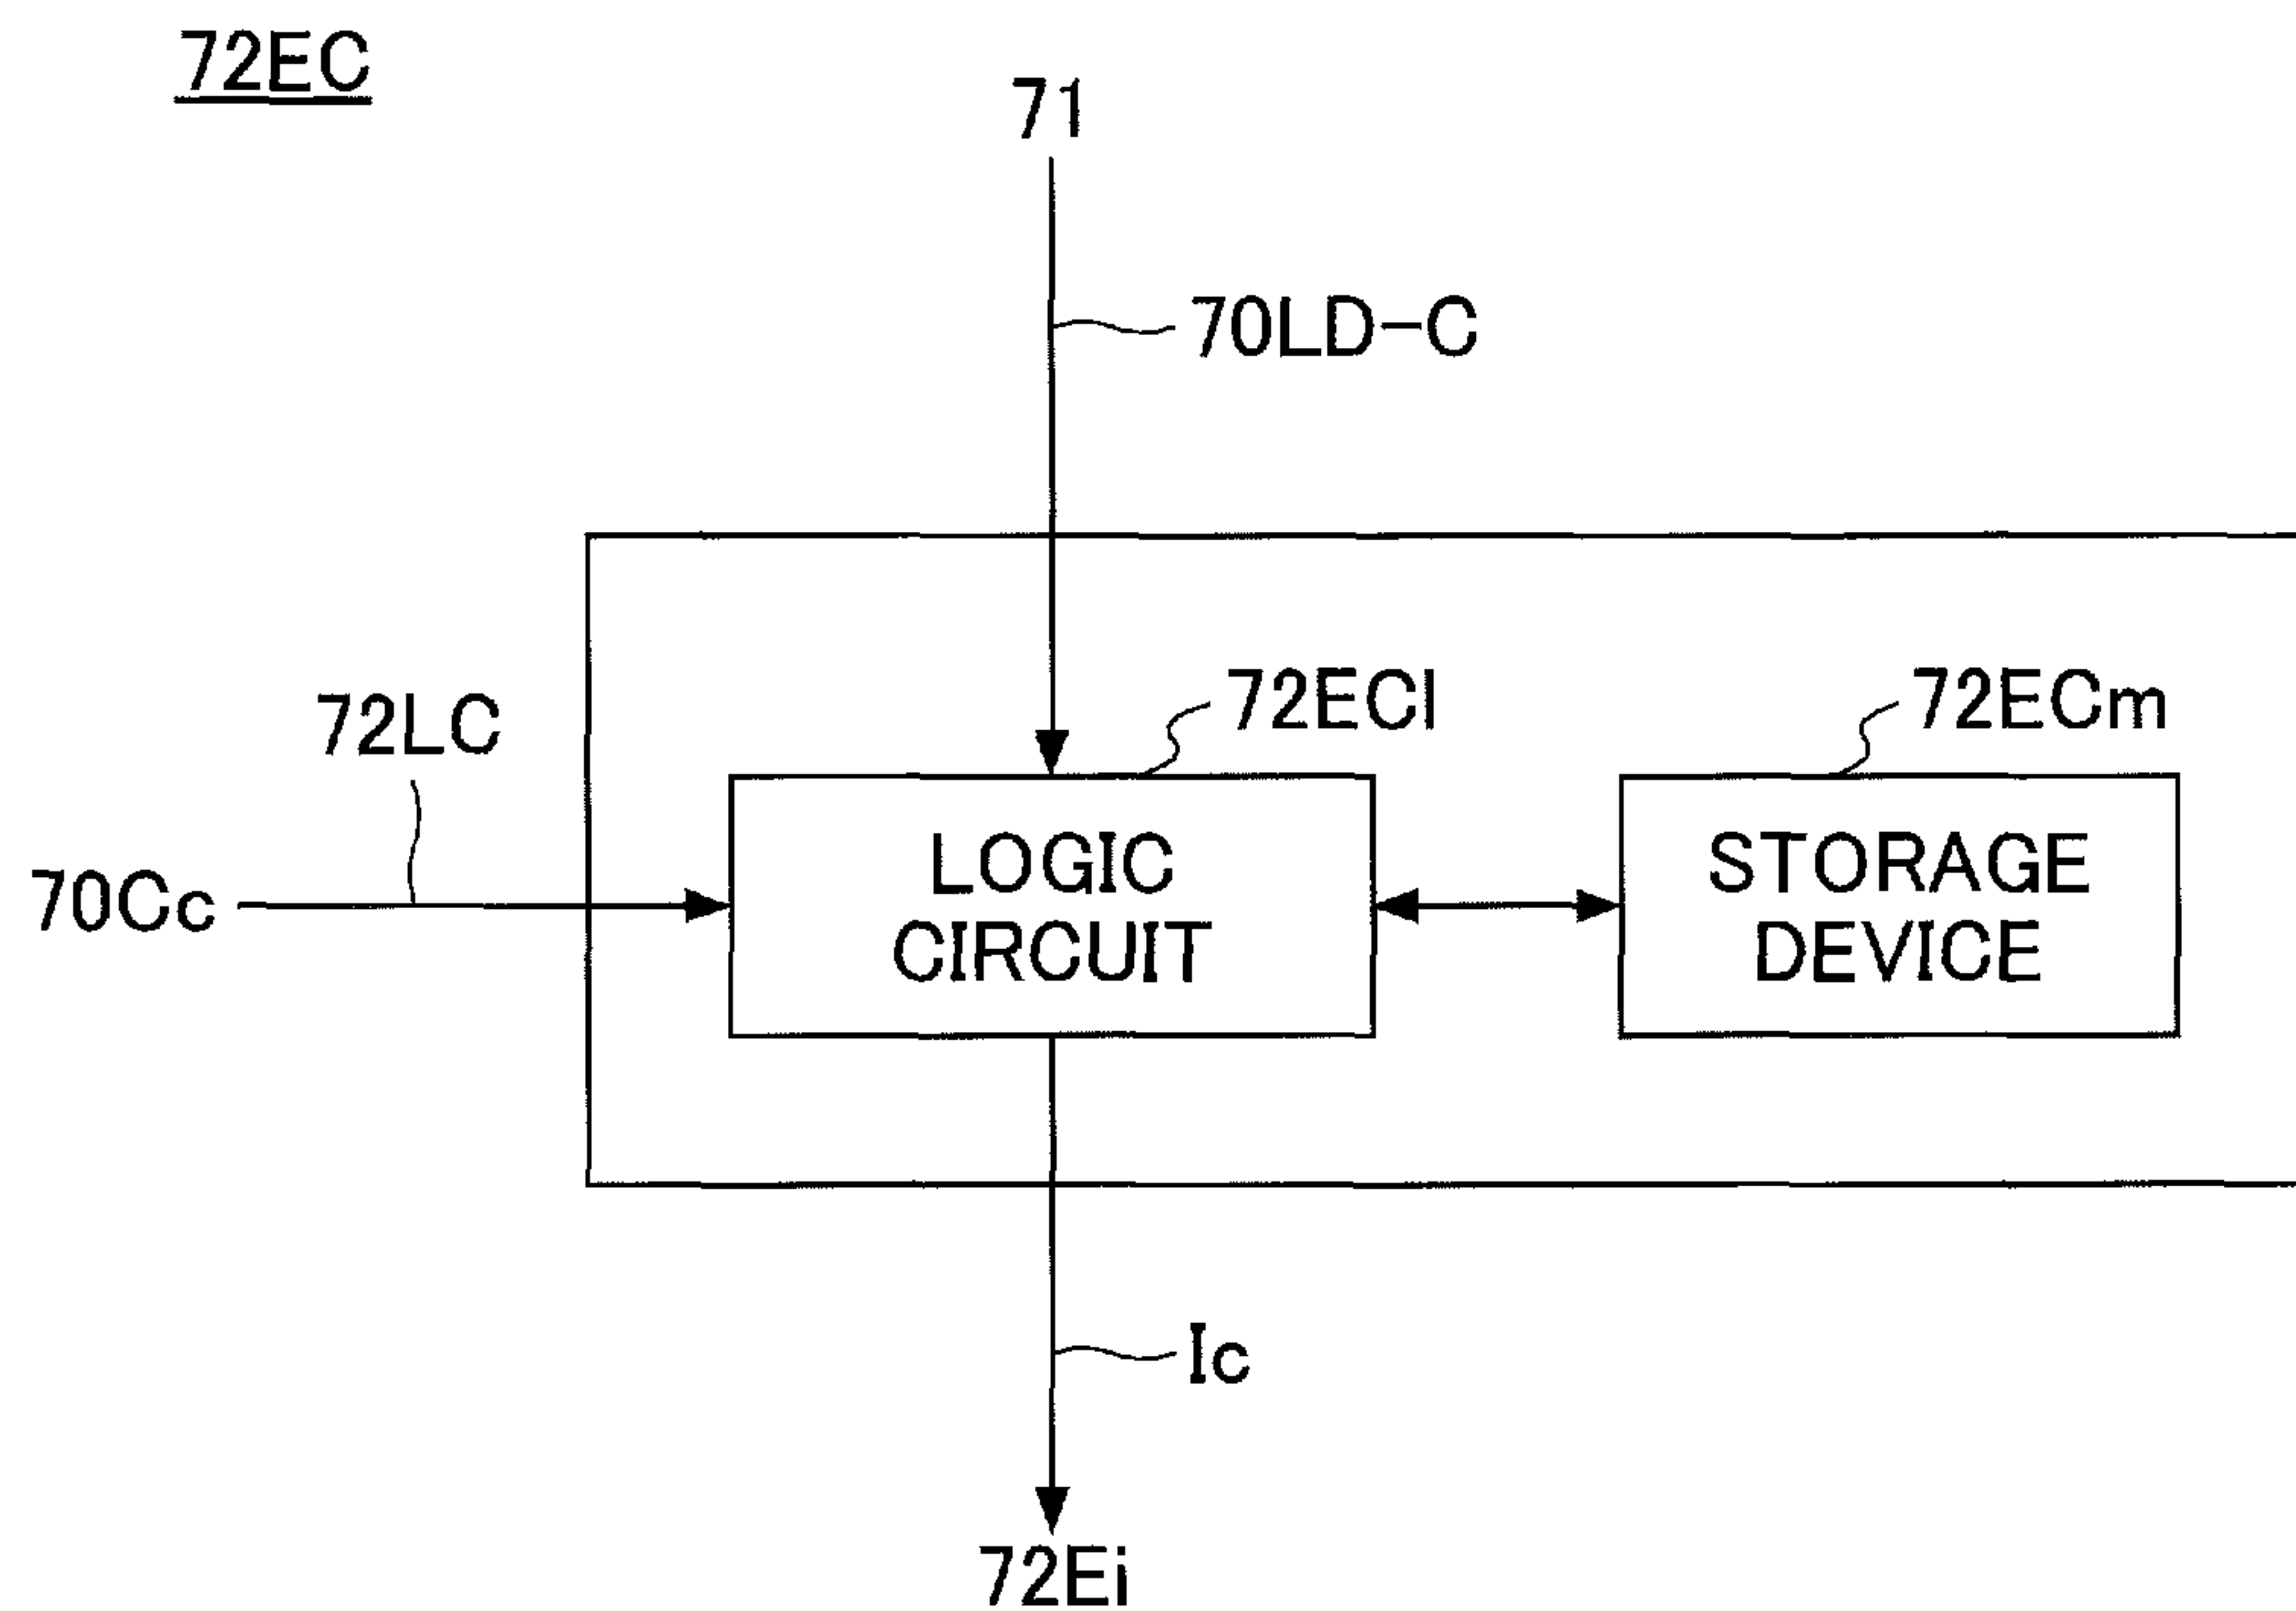 72EC
71
70LD-C
72LC
72ECl
72ECm
70Cc
LOGIC
CIRCUIT
STORAGE
DEVICE
Ic
72Ei